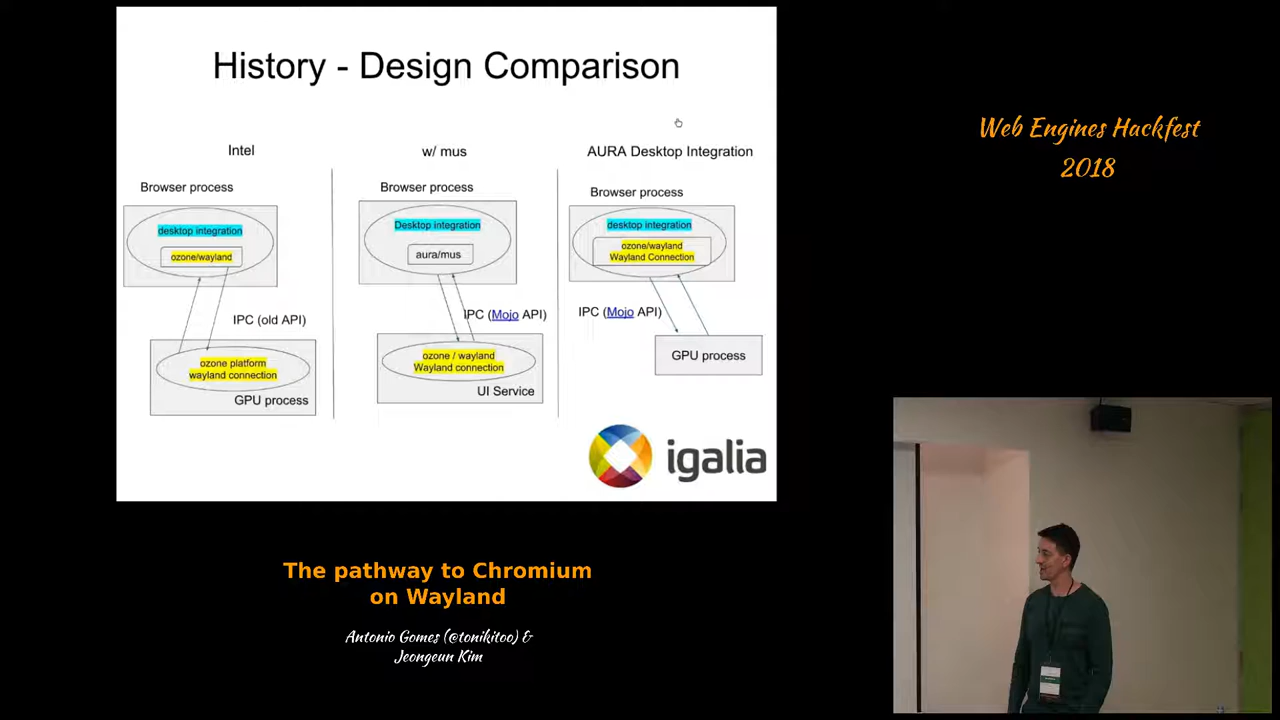 History - Design Comparison
Intel
Browser process
desktop integration
ozone/wayland
IPC (old API)
ozone platform
wayland connection
GPU process
w/ mus
Browser process
Desktop integration
aura/mus
IPC (Mojo API)
ozone / wayland
Wayland connection
UI Service
AURA Desktop Integration
Browser process
desktop integration
ozone/wayland
Wayland Connection
IPC (Mojo API)
GPU process
igalia
Web Engines Hackfest
2018
The pathway to Chromium
on Wayland
Antonio Gomes (@tonikitoo) &
Jeongeun Kim